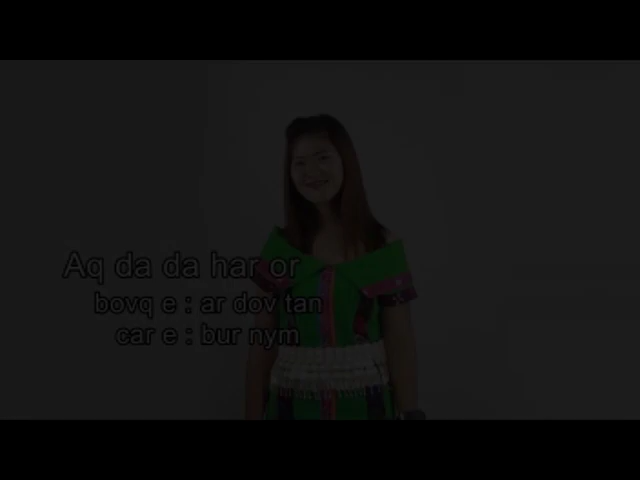 Aq da da har or
bovq e : ar dov tan
car e : bur nym